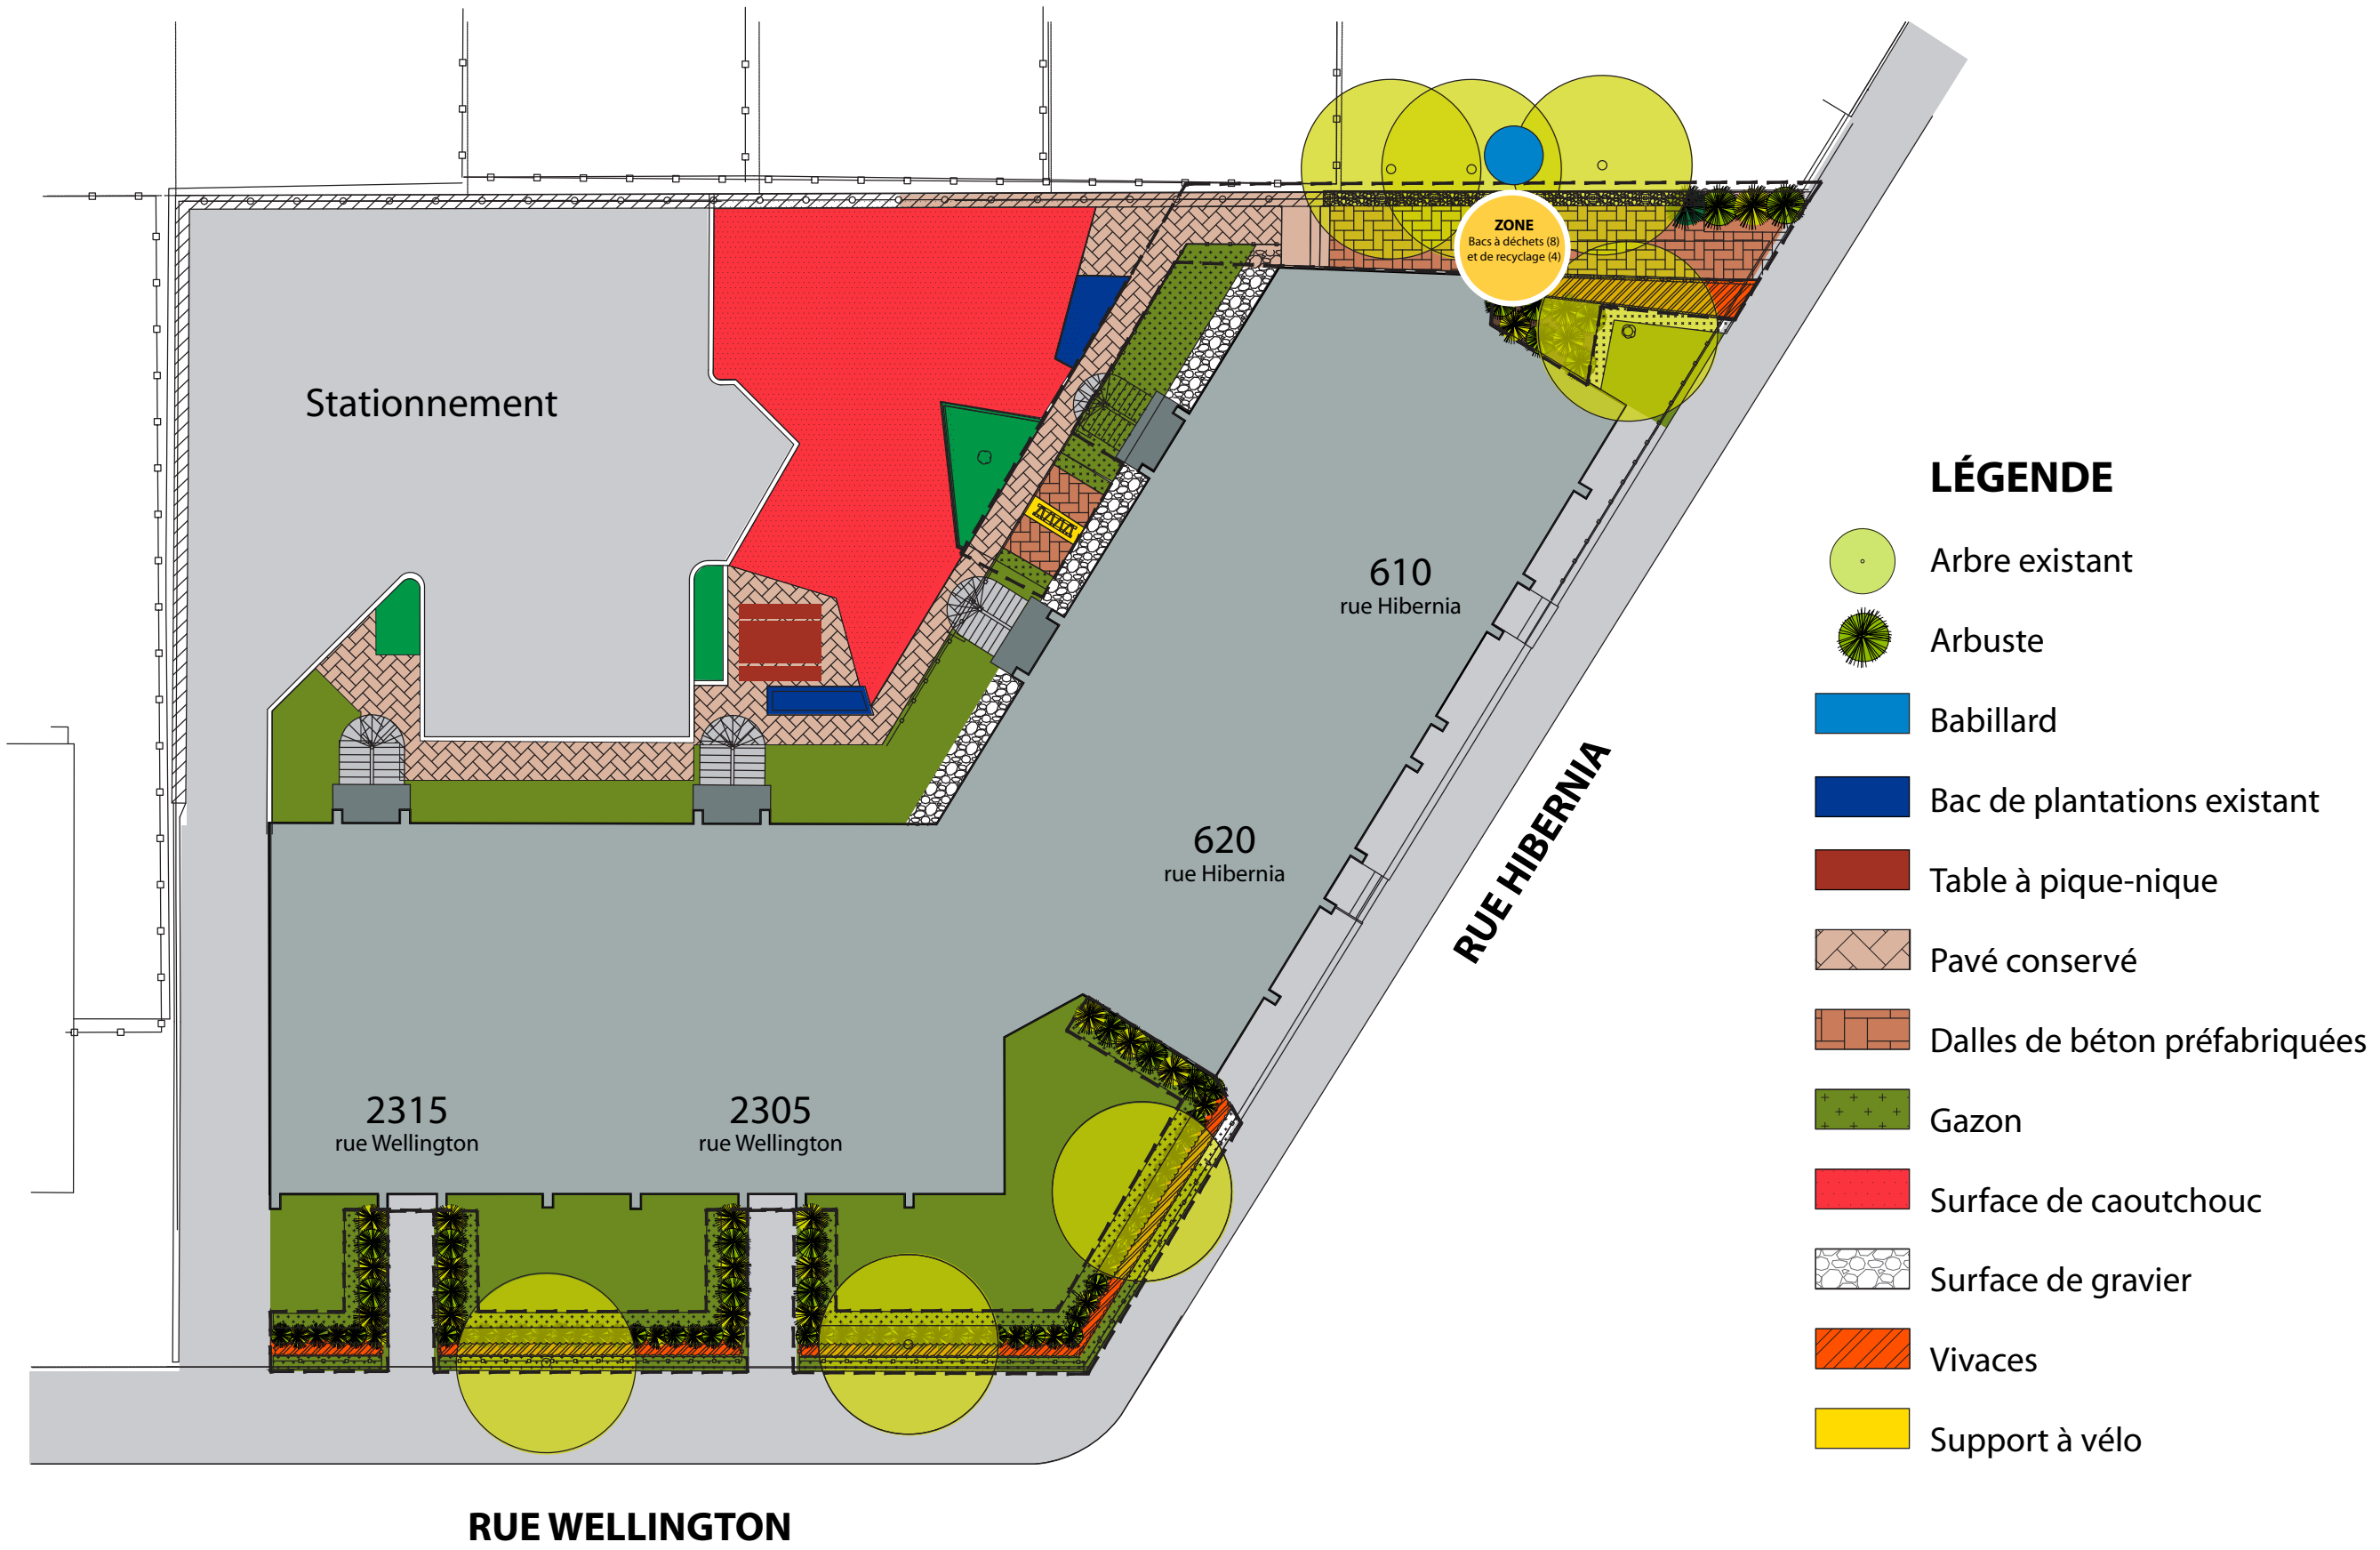 ZONE
Bacs à déchets (8)
et de recyclage (4)
Stationnement
610
rue Hibernia
620
rue Hibernia
RUE HIBERNIA
2315
rue Wellington
2305
rue Wellington
RUE WELLINGTON
LÉGENDE
Arbre existant
Arbuste
Babillard
Bac de plantations existant
Table à pique-nique
Pavé conservé
Dalles de béton préfabriquées
Gazon
Surface de caoutchouc
Surface de gravier
Vivaces
Support à vélo